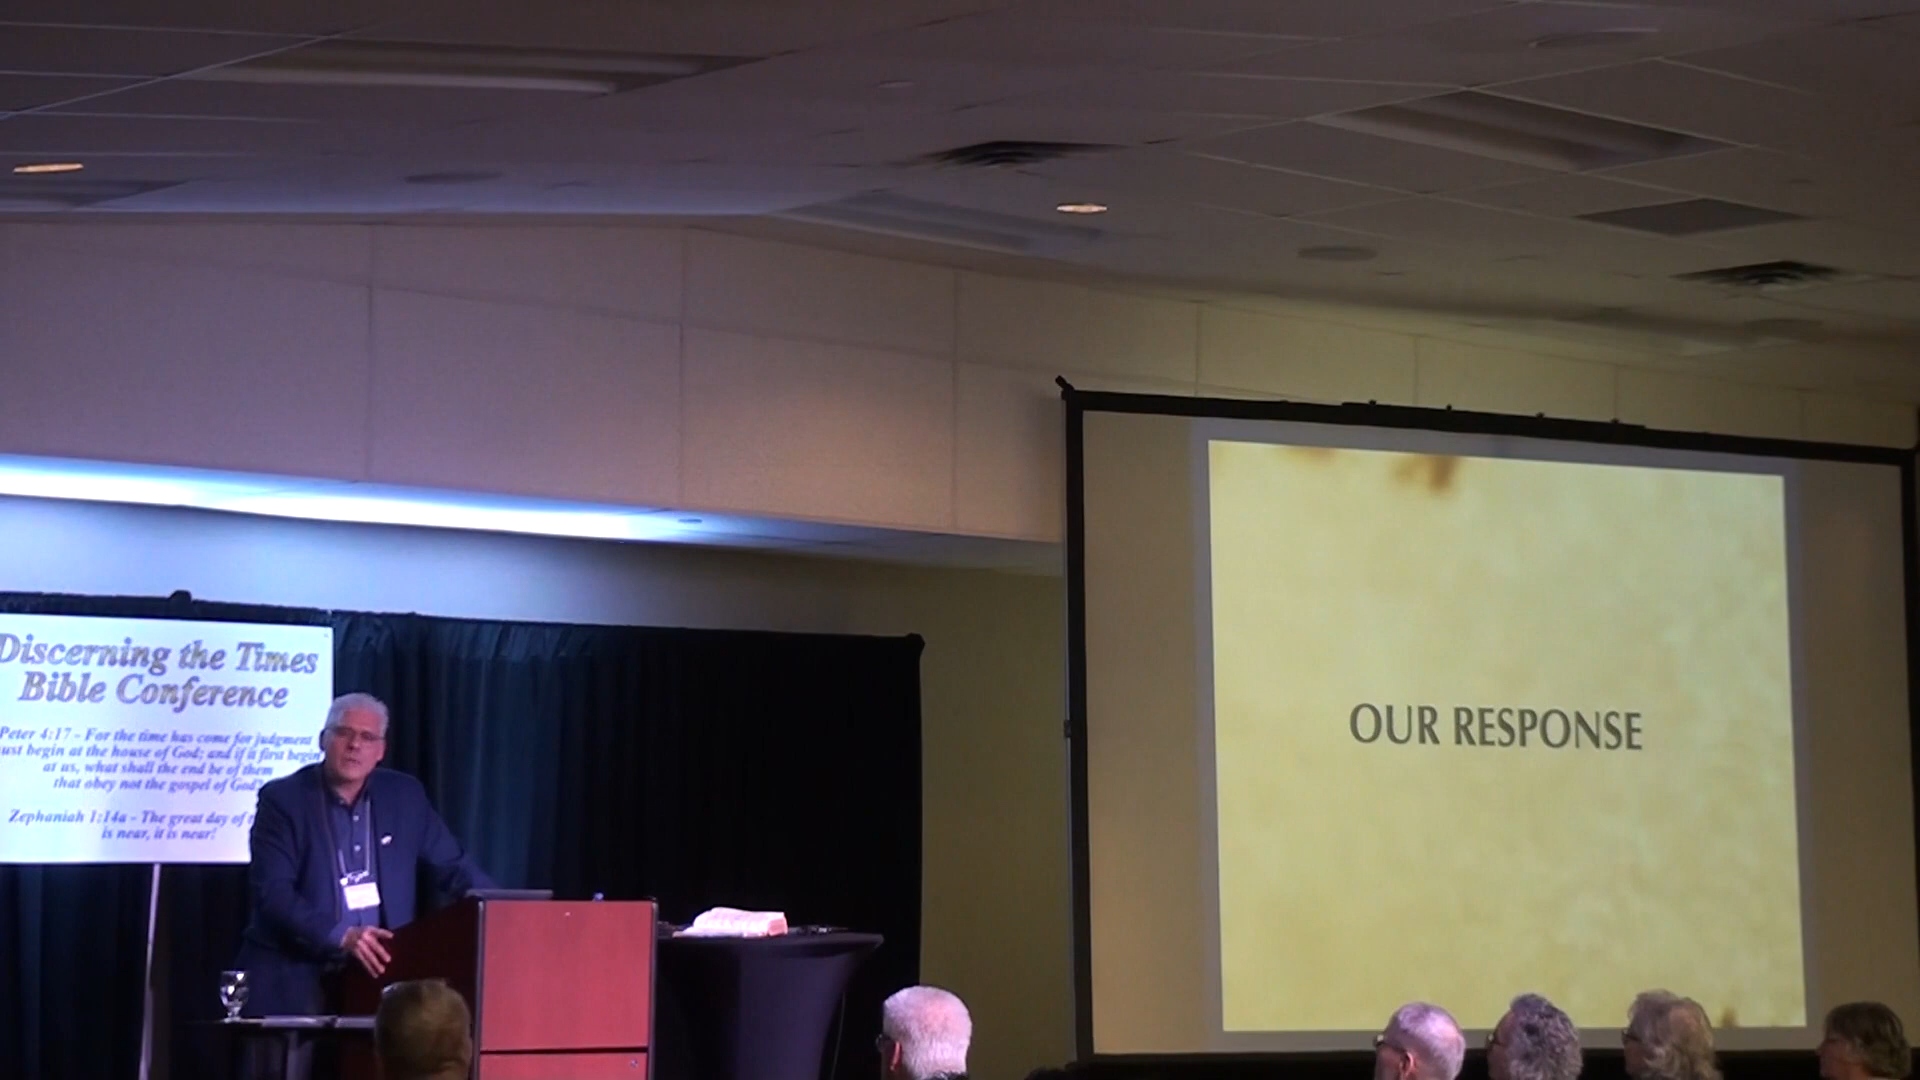 Discerning the Times
Bible Conference
Peter 4:17 - For the time has come for judgment
must begin at the house of God; and if it first begin
at us, what shall the end be of them
that obey not the gospel of God?
Zephaniah 1:14a - The great day of
is near, it is near!
OUR RESPONSE